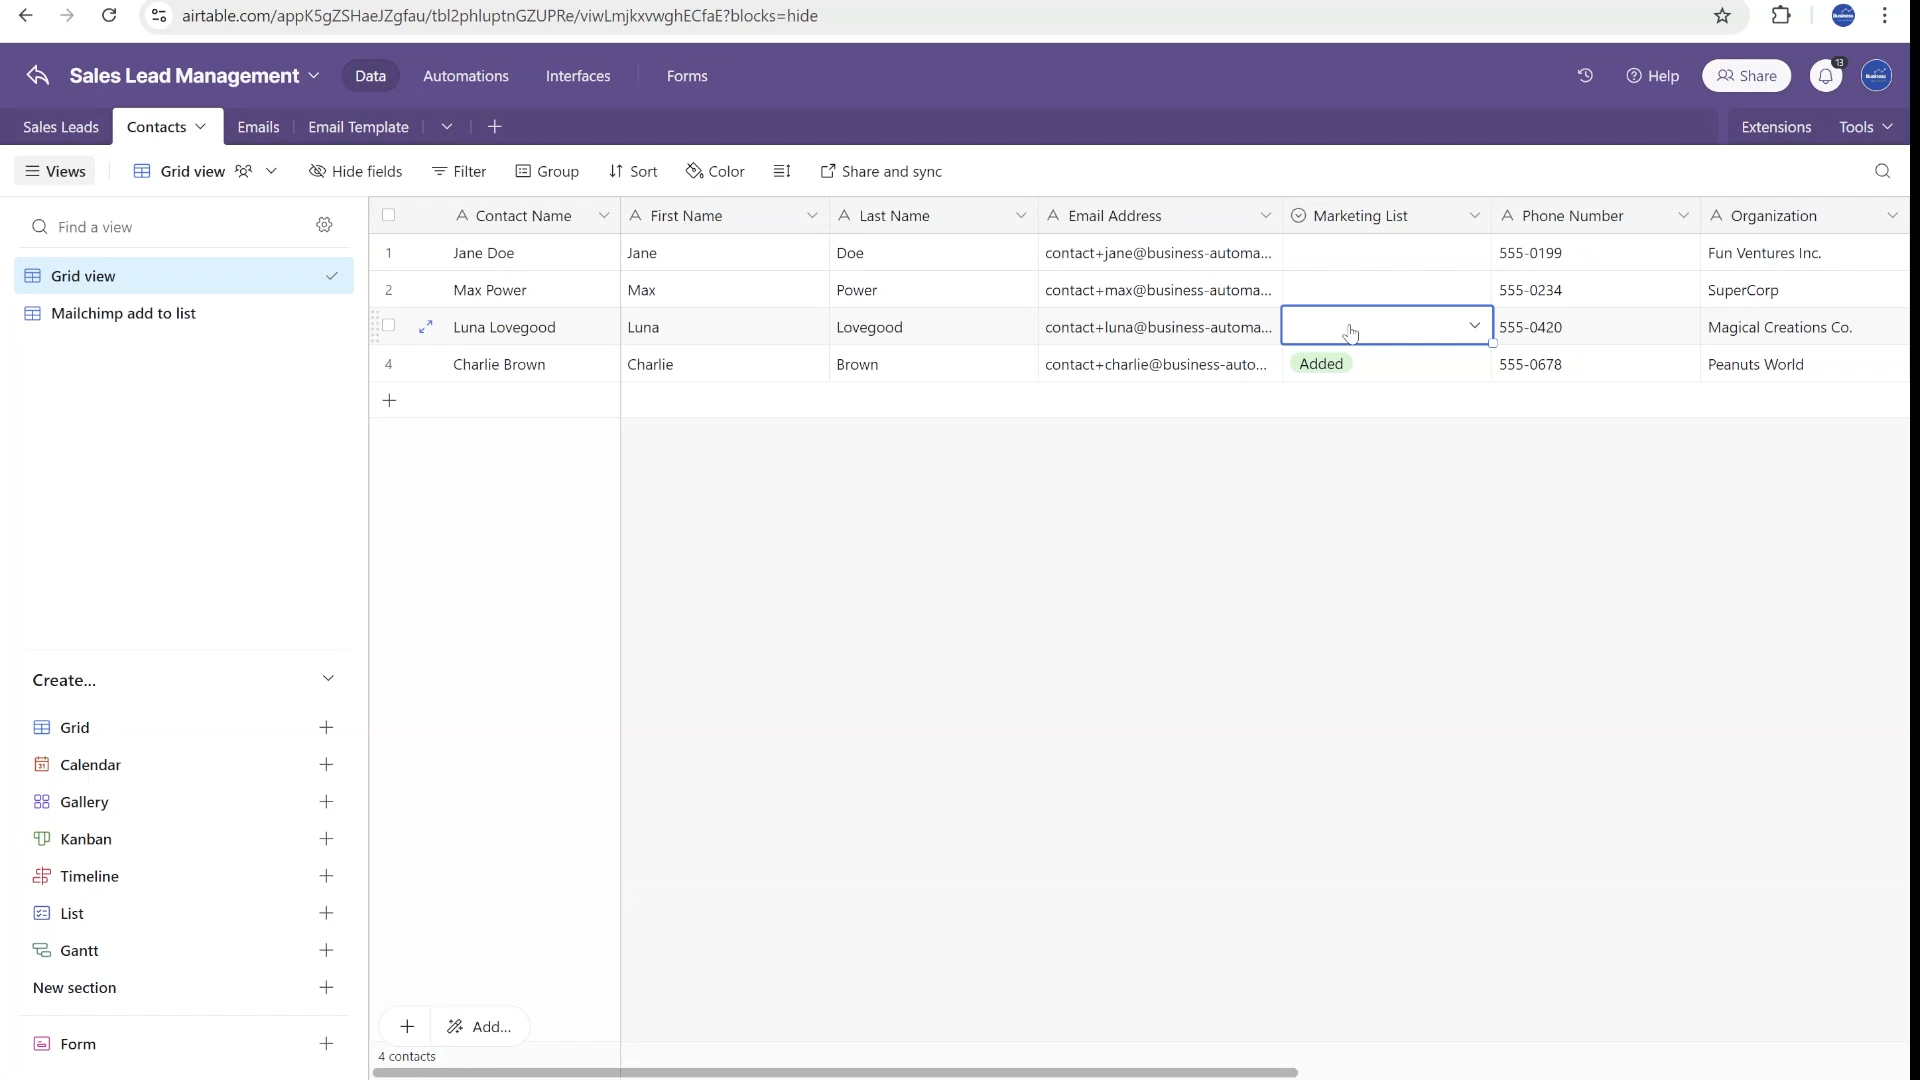 airtable.com/appK5gZSHaeJZgfau/tbl2phluptnGZUPRe/viwLmjkxvwghECfaE?blocks=hide
Sales Lead Management
Data
Automations
Interfaces
Forms
Help
Share
13
Sales Leads
Contacts
Emails
Email Template
Extensions
Tools
Views
Grid view
Hide fields
Filter
Group
Sort
Color
Share and sync
Find a view
Grid view
Mailchimp add to list
Contact Name First Name Last Name Email Address Marketing List Phone Number Organization
1 Jane Doe Jane Doe contact+jane@business-automa... 555-0199 Fun Ventures Inc.
2 Max Power Max Power contact+max@business-automa... 555-0234 SuperCorp
Luna Lovegood Luna Lovegood contact+luna@business-automa... 555-0420 Magical Creations Co.
4 Charlie Brown Charlie Brown contact+charlie@business-auto... Added 555-0678 Peanuts World
Create...
Grid
Calendar
Gallery
Kanban
Timeline
List
Gantt
New section
Form
Add...
4 contacts